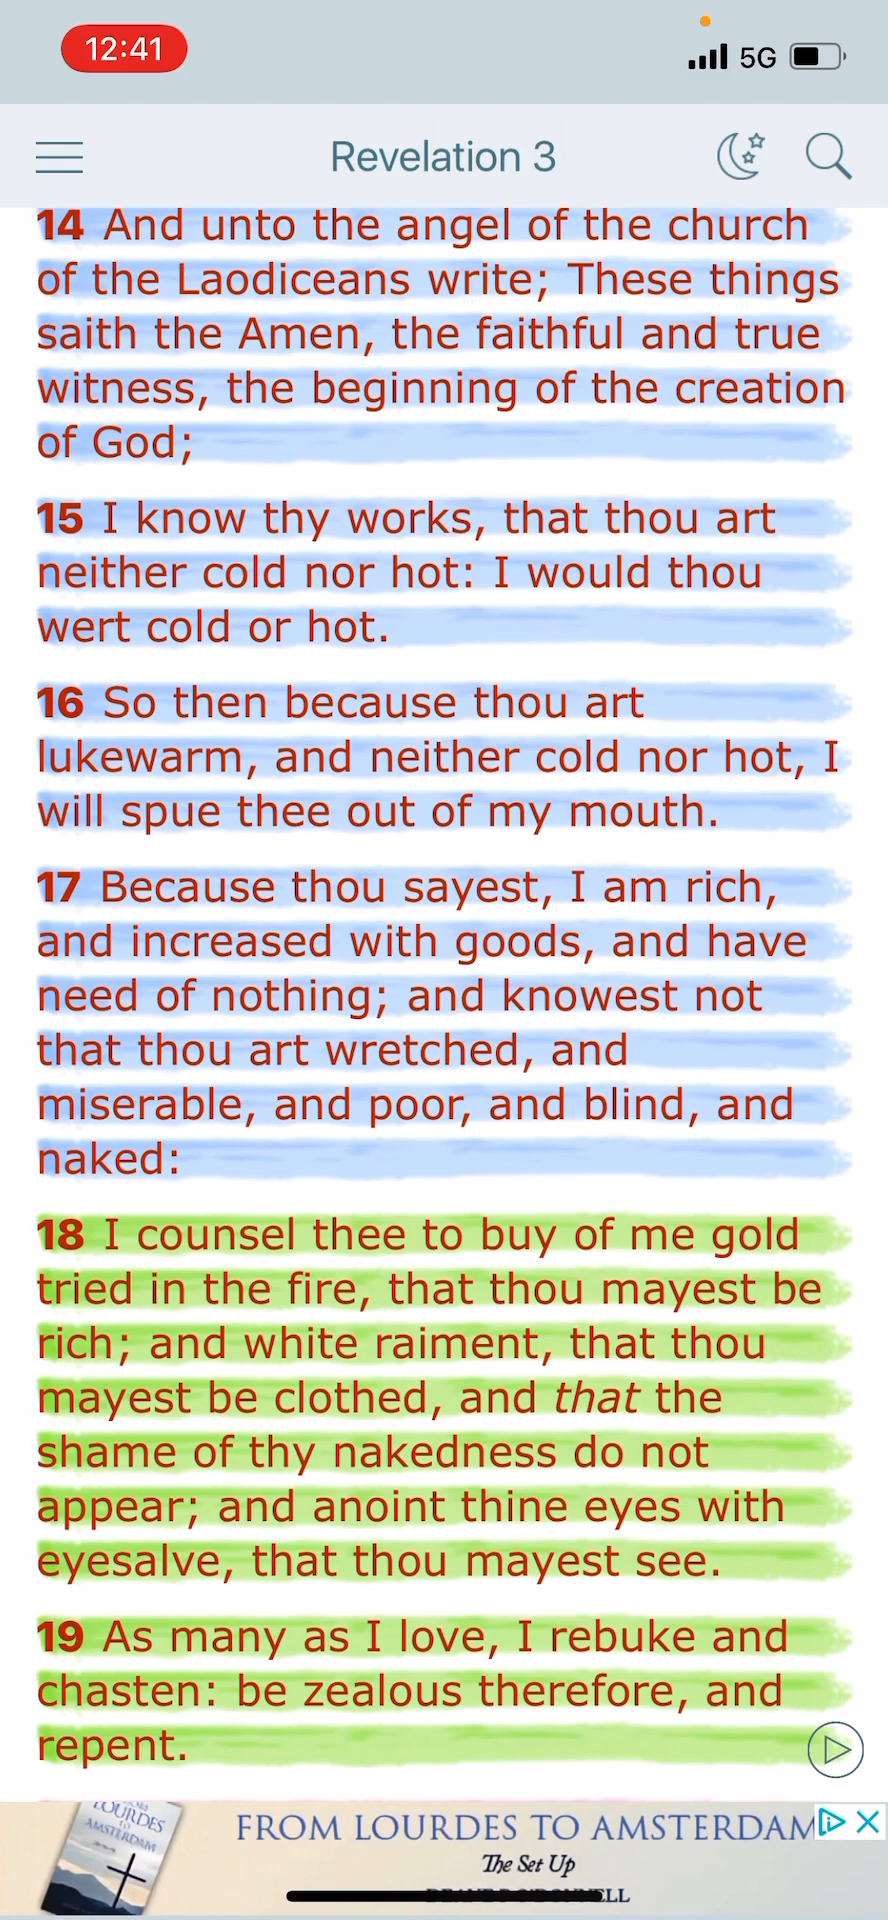 12:41
5G
Revelation 3
14 And unto the angel of the church
of the Laodiceans write; These things
saith the Amen, the faithful and true
witness, the beginning of the creation
of God;
15 I know thy works, that thou art
neither cold nor hot: I would thou
wert cold or hot.
16 So then because thou art
lukewarm, and neither cold nor hot, I
will spue thee out of my mouth.
17 Because thou sayest, I am rich,
and increased with goods, and have
need of nothing; and knowest not
that thou art wretched, and
miserable, and poor, and blind, and
naked:
18 I counsel thee to buy of me gold
tried in the fire, that thou mayest be
rich; and white raiment, that thou
mayest be clothed, and that the
shame of thy nakedness do not
appear; and anoint thine eyes with
eyesalve, that thou mayest see.
19 As many as I love, I rebuke and
chasten: be zealous therefore, and
repent.
LOURDES
TO
AMSTERDAM
FROM LOURDES TO AMSTERDAM
The Set Up